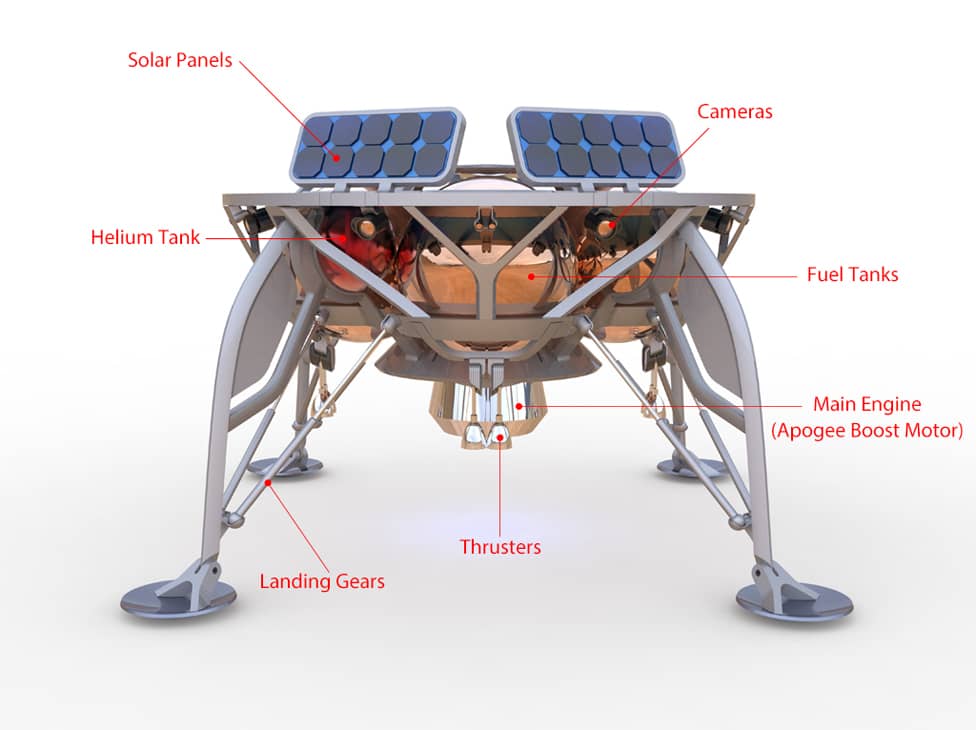 Solar Panels
Cameras
Helium Tank
Fuel Tanks
Main Engine
(Apogee Boost Motor)
Thrusters
Landing Gears